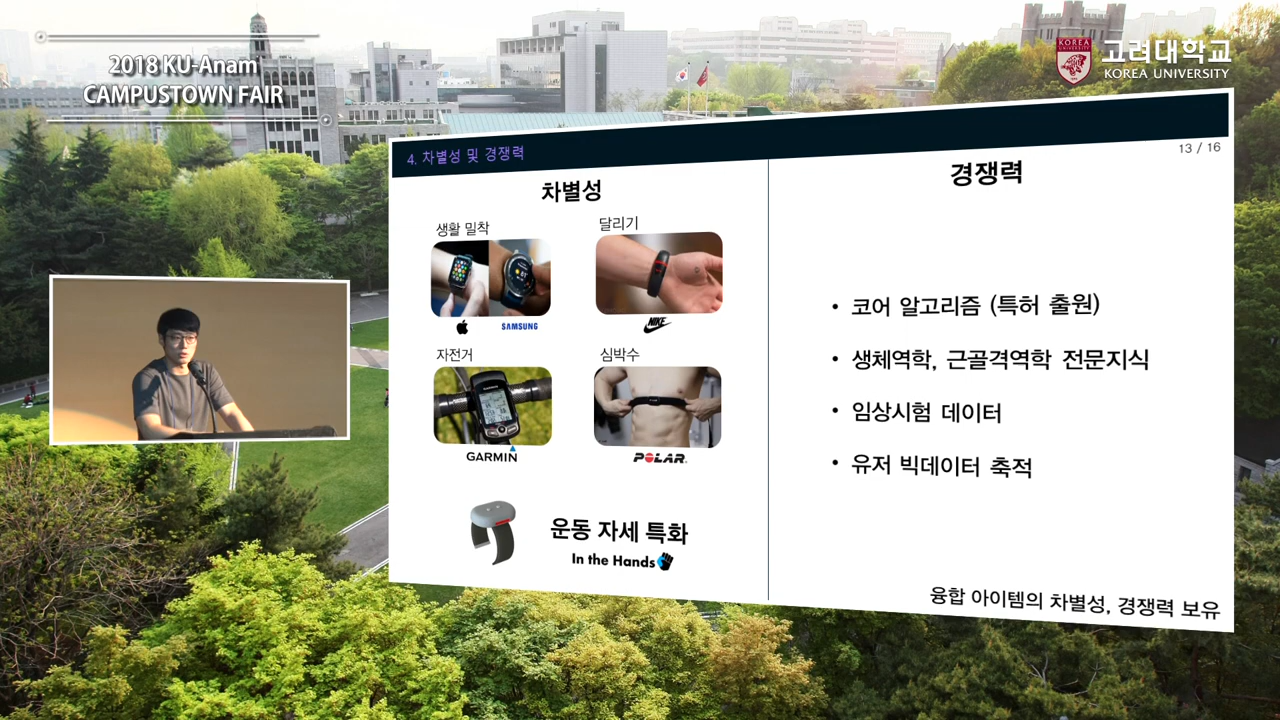 2018 KU-Anam
CAMPUSTOWN FAIR
KOREA
고려대학교
KOREA UNIVERSITY
4. 차별성 및 경쟁력
13 / 16
차별성
생활 밀착
달리기
SAMSUNG
NIKE
자전거
심박수
GARMIN
POLAR
운동 자세 특화
In the Hands
경쟁력
• 코어 알고리즘 (특허 출원)
• 생체역학, 근골격역학 전문지식
• 임상시험 데이터
• 유저 빅데이터 축적
융합 아이템의 차별성, 경쟁력 보유